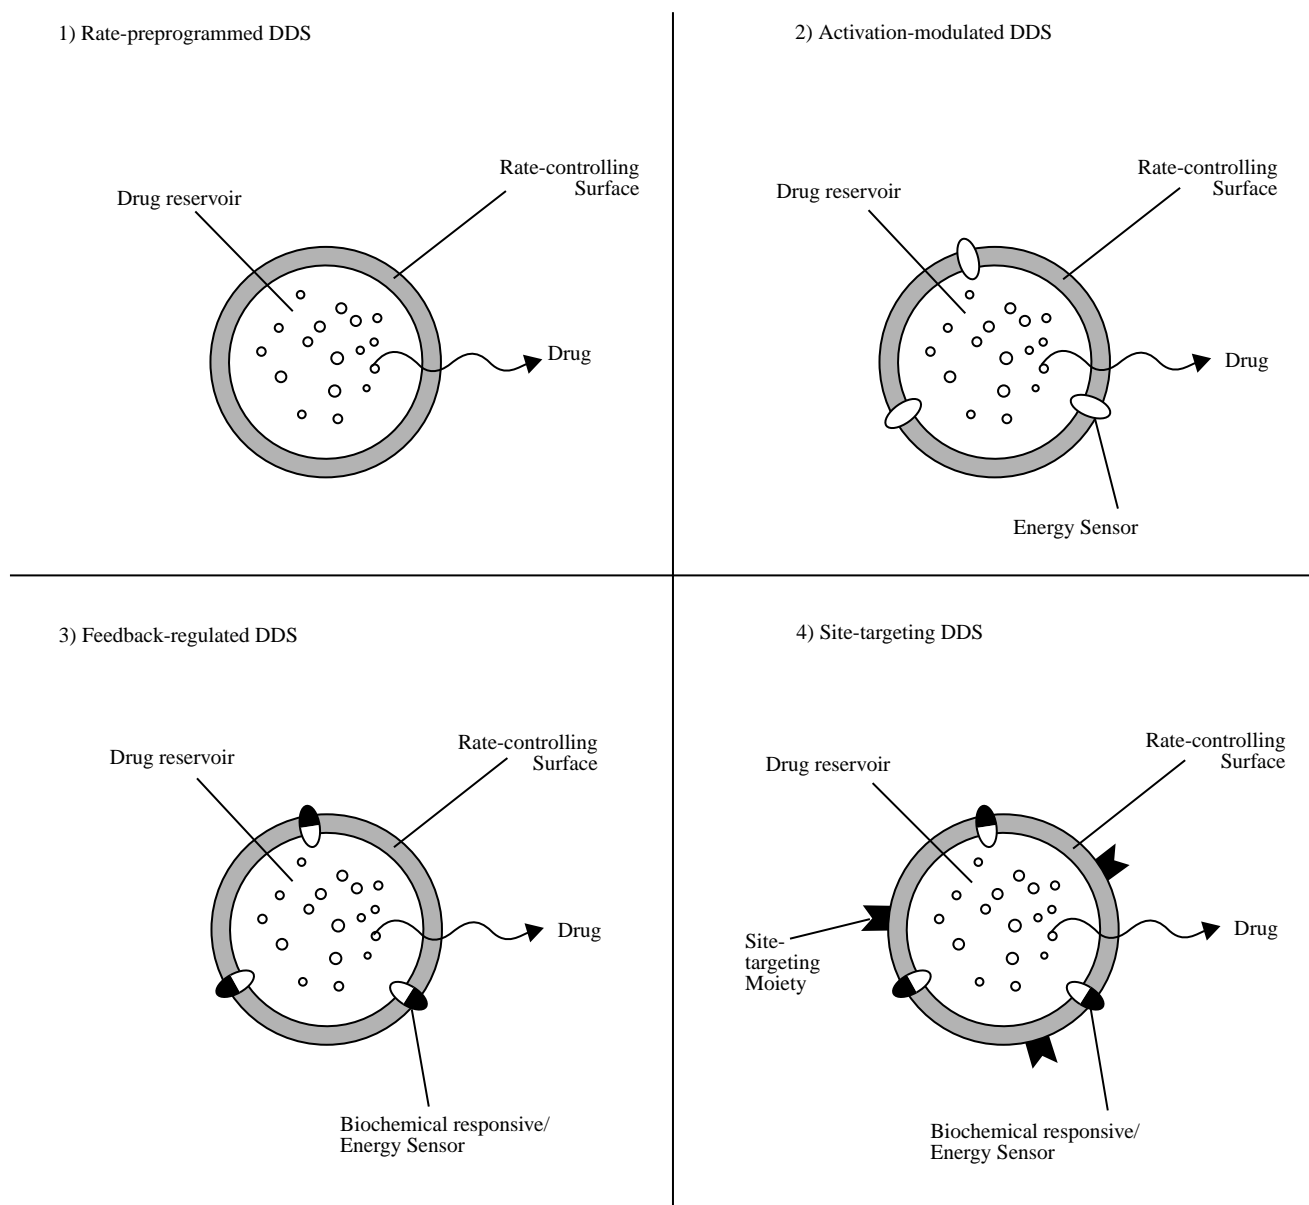 1) Rate-preprogrammed DDS
Rate-controlling
Surface
Drug reservoir
Drug
2) Activation-modulated DDS
Rate-controlling
Surface
Drug reservoir
Drug
Energy Sensor
3) Feedback-regulated DDS
Rate-controlling
Surface
Drug reservoir
Drug
Biochemical responsive/
Energy Sensor
4) Site-targeting DDS
Rate-controlling
Surface
Drug reservoir
Drug
Site-
targeting
Moiety
Biochemical responsive/
Energy Sensor